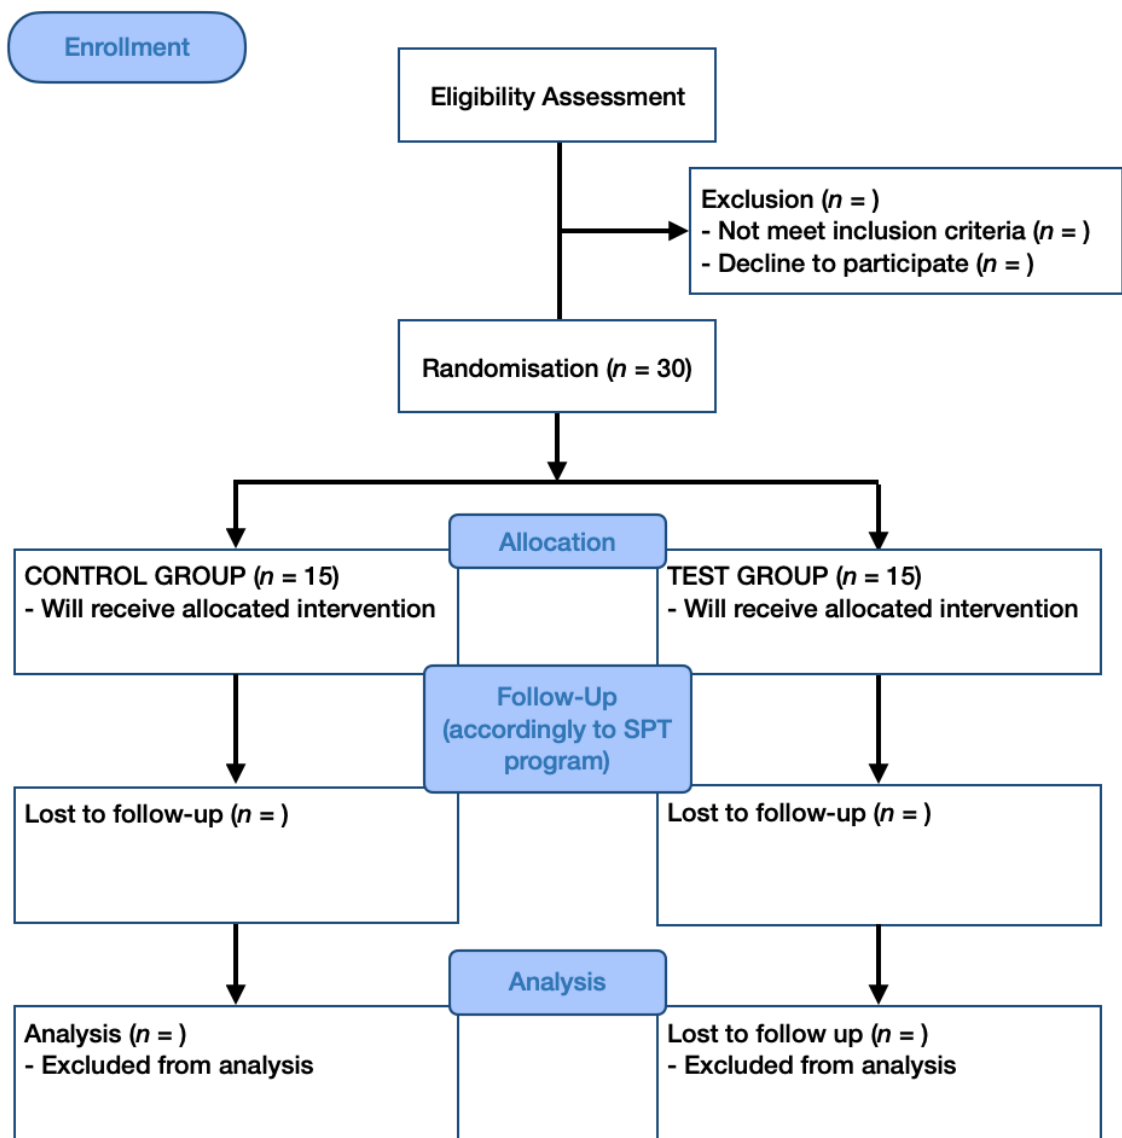 Enrollment
Eligibility Assessment
Exclusion (n = )
- Not meet inclusion criteria (n = )
- Decline to participate (n = )
Randomisation (n = 30)
Allocation
CONTROL GROUP (n = 15)
- Will receive allocated intervention
TEST GROUP (n = 15)
- Will receive allocated intervention
Follow-Up
(accordingly to SPT
program)
Lost to follow-up (n = )
Lost to follow-up (n = )
Analysis
Analysis (n = )
- Excluded from analysis
Lost to follow up (n = )
- Excluded from analysis